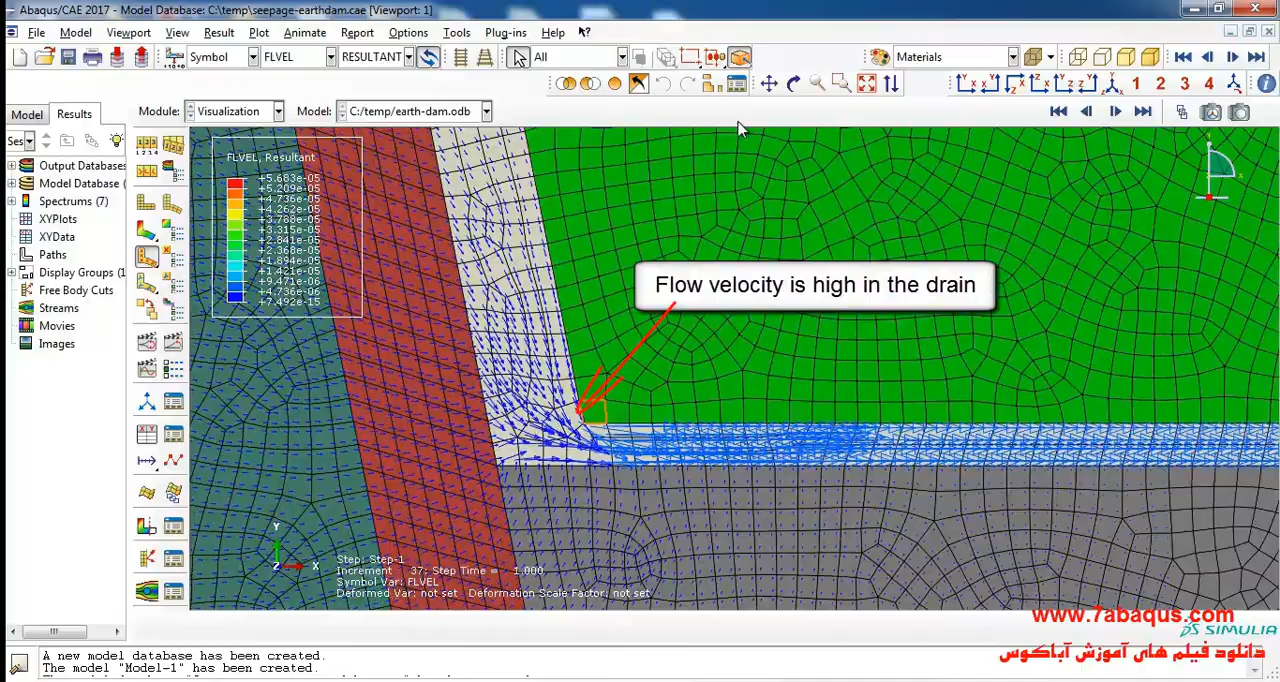 Abaqus/CAE 2017 - Model Database: C:\temp\seepage-earthdam.cae [Viewport: 1]
File Model Viewport View Result Plot Animate Report Options Tools Plug-ins Help
Symbol FLVEL RESULTANT All Materials
1 2 3 4
Model Results Module: Visualization Model: C:/temp/earth-dam.odb
Ses
Output Databases
Model Database (
Spectrums (7)
XYPlots
XYData
Paths
Display Groups (1
Free Body Cuts
Streams
Movies
Images
FLVEL, Resultant
+5.683e-05
+5.209e-05
+4.736e-05
+4.262e-05
+3.788e-05
+3.315e-05
+2.841e-05
+2.368e-05
+1.894e-05
+1.421e-05
+9.471e-06
+4.736e-06
+7.492e-15
Flow velocity is high in the drain
Y
Z X
Step: Step-1
Increment 37: Step Time = 1.000
Symbol Var: FLVEL
Deformed Var: not set Deformation Scale Factor: not set
www.7abaqus.com
SIMULIA
دانلود فیلم های آموزش آباکوس
A new model database has been created.
The model "Model-1" has been created.